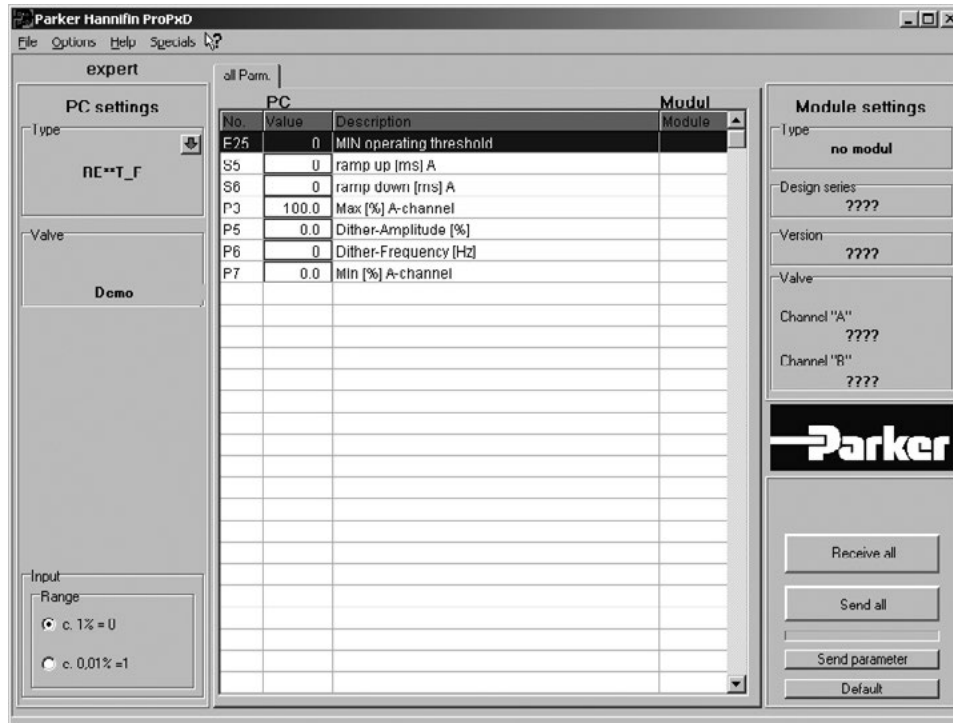 Parker Hannifin ProPxD
File Options Help Specials
expert
PC settings
Type
RE**T_F
Valve
Demo
Input
Range
c. 1% = 0
c. 0,01% =1
all Parm.
PC Modul
No. Value Description Module
E25 0 MIN operating threshold
S5 0 ramp up [ms] A
S6 0 ramp down [ms] A
P3 100.0 Max [%] A-channel
P5 0.0 Dither-Amplitude [%]
P6 0 Dither-Frequency [Hz]
P7 0.0 Min [%] A-channel
Module settings
Type
no modul
Design series
????
Version
????
Valve
Channel "A"
????
Channel "B"
????
Parker
Receive all
Send all
Send parameter
Default